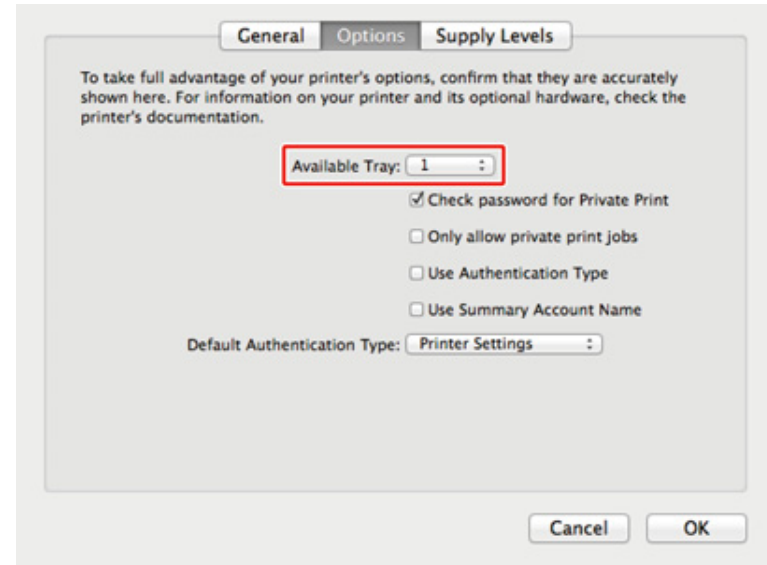 General Options Supply Levels
To take full advantage of your printer's options, confirm that they are accurately
shown here. For information on your printer and its optional hardware, check the
printer's documentation.
Available Tray: 1
Check password for Private Print
Only allow private print jobs
Use Authentication Type
Use Summary Account Name
Default Authentication Type: Printer Settings
Cancel OK